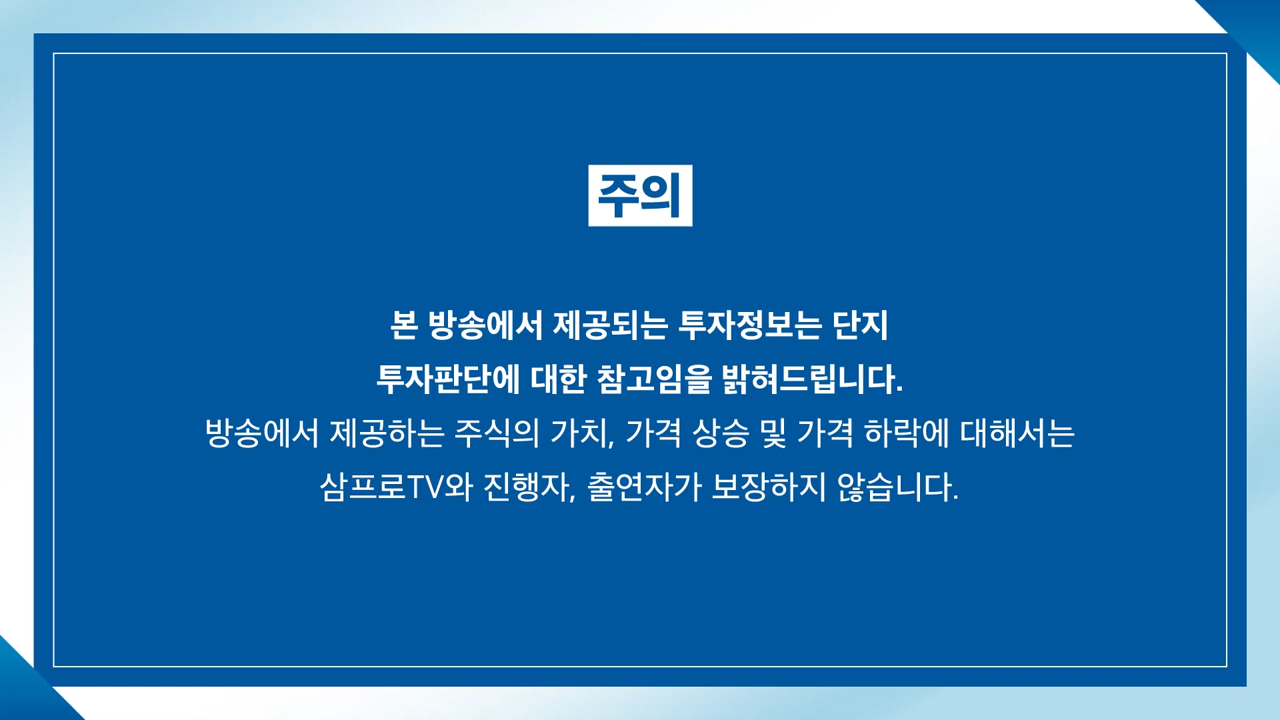 주의
본 방송에서 제공되는 투자정보는 단지
투자판단에 대한 참고임을 밝혀드립니다.
방송에서 제공하는 주식의 가치, 가격 상승 및 가격 하락에 대해서는
삼프로TV와 진행자, 출연자가 보장하지 않습니다.